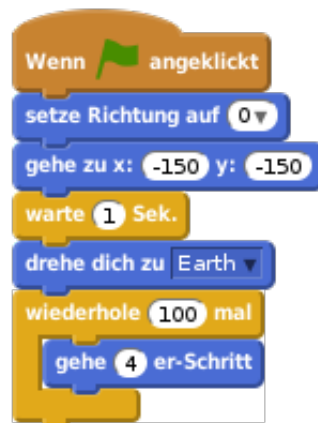 Wenn angeklickt
setze Richtung auf 0
gehe zu x: -150 y: -150
warte 1 Sek.
drehe dich zu Earth
wiederhole 100 mal
gehe 4 er-Schritt